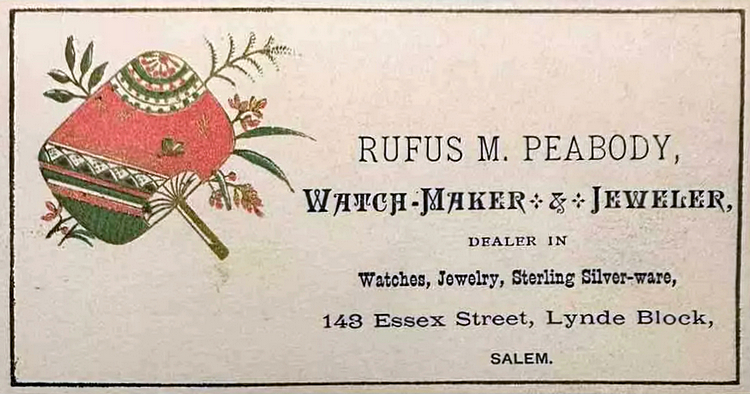 RUFUS M. PEABODY,
WATCH-MAKER & JEWELER,
DEALER IN
Watches, Jewelry, Sterling Silver-ware,
143 Essex Street, Lynde Block,
SALEM.